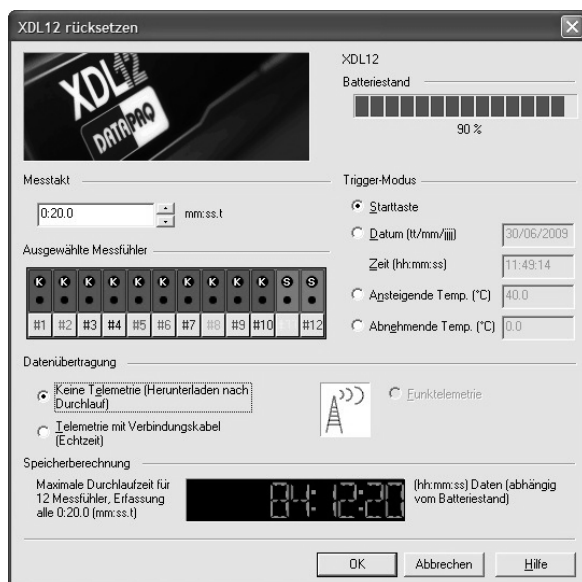 XDL12 rücksetzen
XDL12
DATAPAQ
XDL12
Batteriestand
90 %
Messtakt
0:20.0 mm:ss.t
Trigger-Modus
Starttaste
Datum (tt/mm/jjjj) 30/06/2009
Zeit (hh:mm:ss) 11:49:14
Ansteigende Temp. (°C) 40.0
Abnehmende Temp. (°C) 0.0
Ausgewählte Messfühler
K K K K K K K K K K S S
#1 #2 #3 #4 #5 #6 #7 #8 #9 #10 #12
Datenübertragung
Keine Telemetrie (Herunterladen nach
Durchlauf)
Telemetrie mit Verbindungskabel
(Echtzeit)
Funktelemetrie
Speicherberechnung
Maximale Durchlaufzeit für
12 Messfühler, Erfassung
alle 0:20.0 (mm:ss.t)
04:12:20
(hh:mm:ss) Daten (abhängig
vom Batteriestand)
OK Abbrechen Hilfe